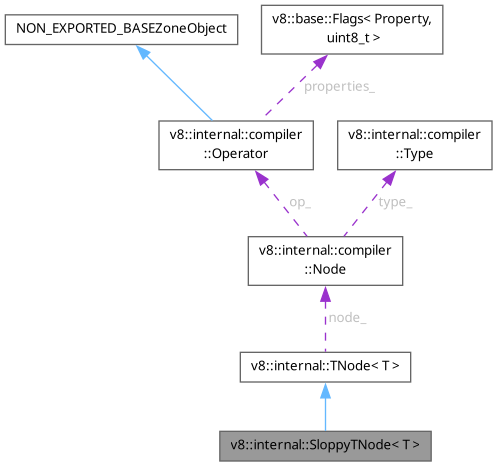 NON_EXPORTED_BASEZoneObject
v8::base::Flags< Property,
uint8_t >
properties_
v8::internal::compiler
::Operator
v8::internal::compiler
::Type
op_
type_
v8::internal::compiler
::Node
node_
v8::internal::TNode< T >
v8::internal::SloppyTNode< T >